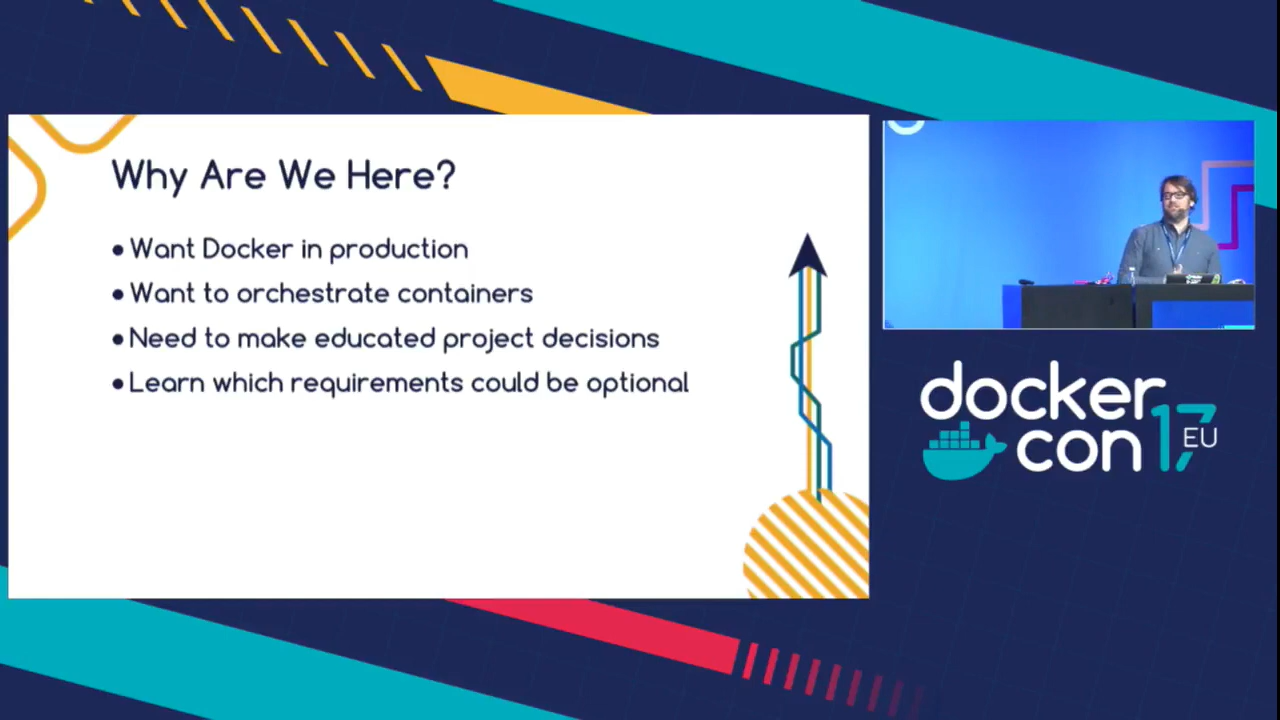 Why Are We Here?
• Want Docker in production
• Want to orchestrate containers
• Need to make educated project decisions
• Learn which requirements could be optional
docker
con 17 EU